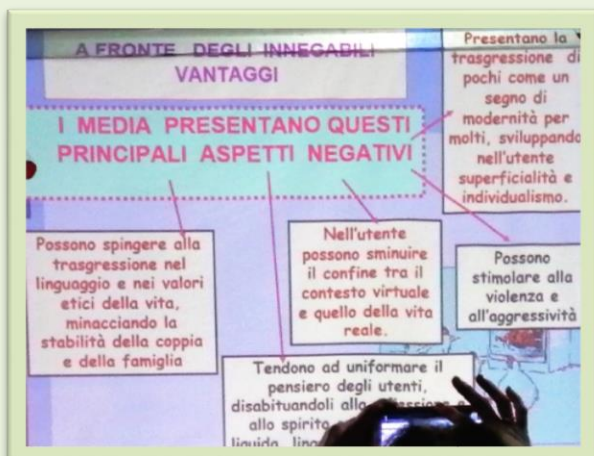 A FRONTE DEGLI INNEGABILI
VANTAGGI
I MEDIA PRESENTANO QUESTI
PRINCIPALI ASPETTI NEGATIVI
Presentano la
trasgressione di
pochi come un
segno di
modernità per
molti, sviluppando
nell'utente
superficialità e
individualismo.
Possono spingere alla
trasgressione nel
linguaggio e nei valori
etici della vita,
minacciando la
stabilità della coppia
e della famiglia
Nell'utente
possono sminuire
il confine tra il
contesto virtuale
e quello della vita
reale.
Possono
stimolare alla
violenza e
all'aggressività
Tendono ad uniformare il
pensiero degli utenti,
disabituandoli alla
allo spirito
liquida